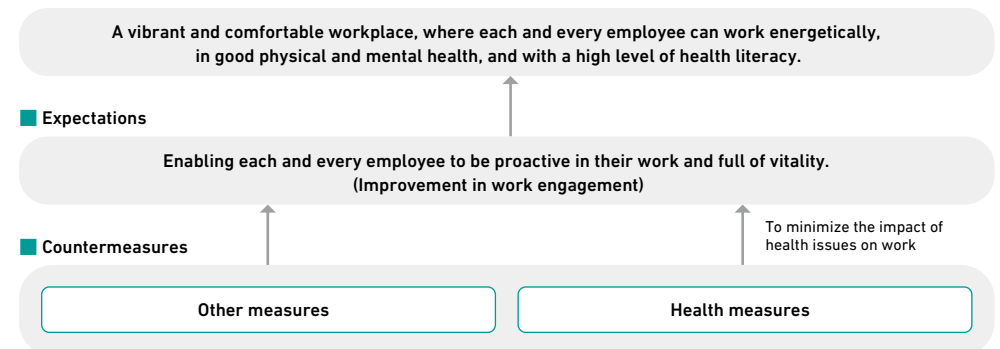 A vibrant and comfortable workplace, where each and every employee can work energetically,
in good physical and mental health, and with a high level of health literacy.
Expectations
Enabling each and every employee to be proactive in their work and full of vitality.
(Improvement in work engagement)
To minimize the impact of
health issues on work
Countermeasures
Other measures
Health measures